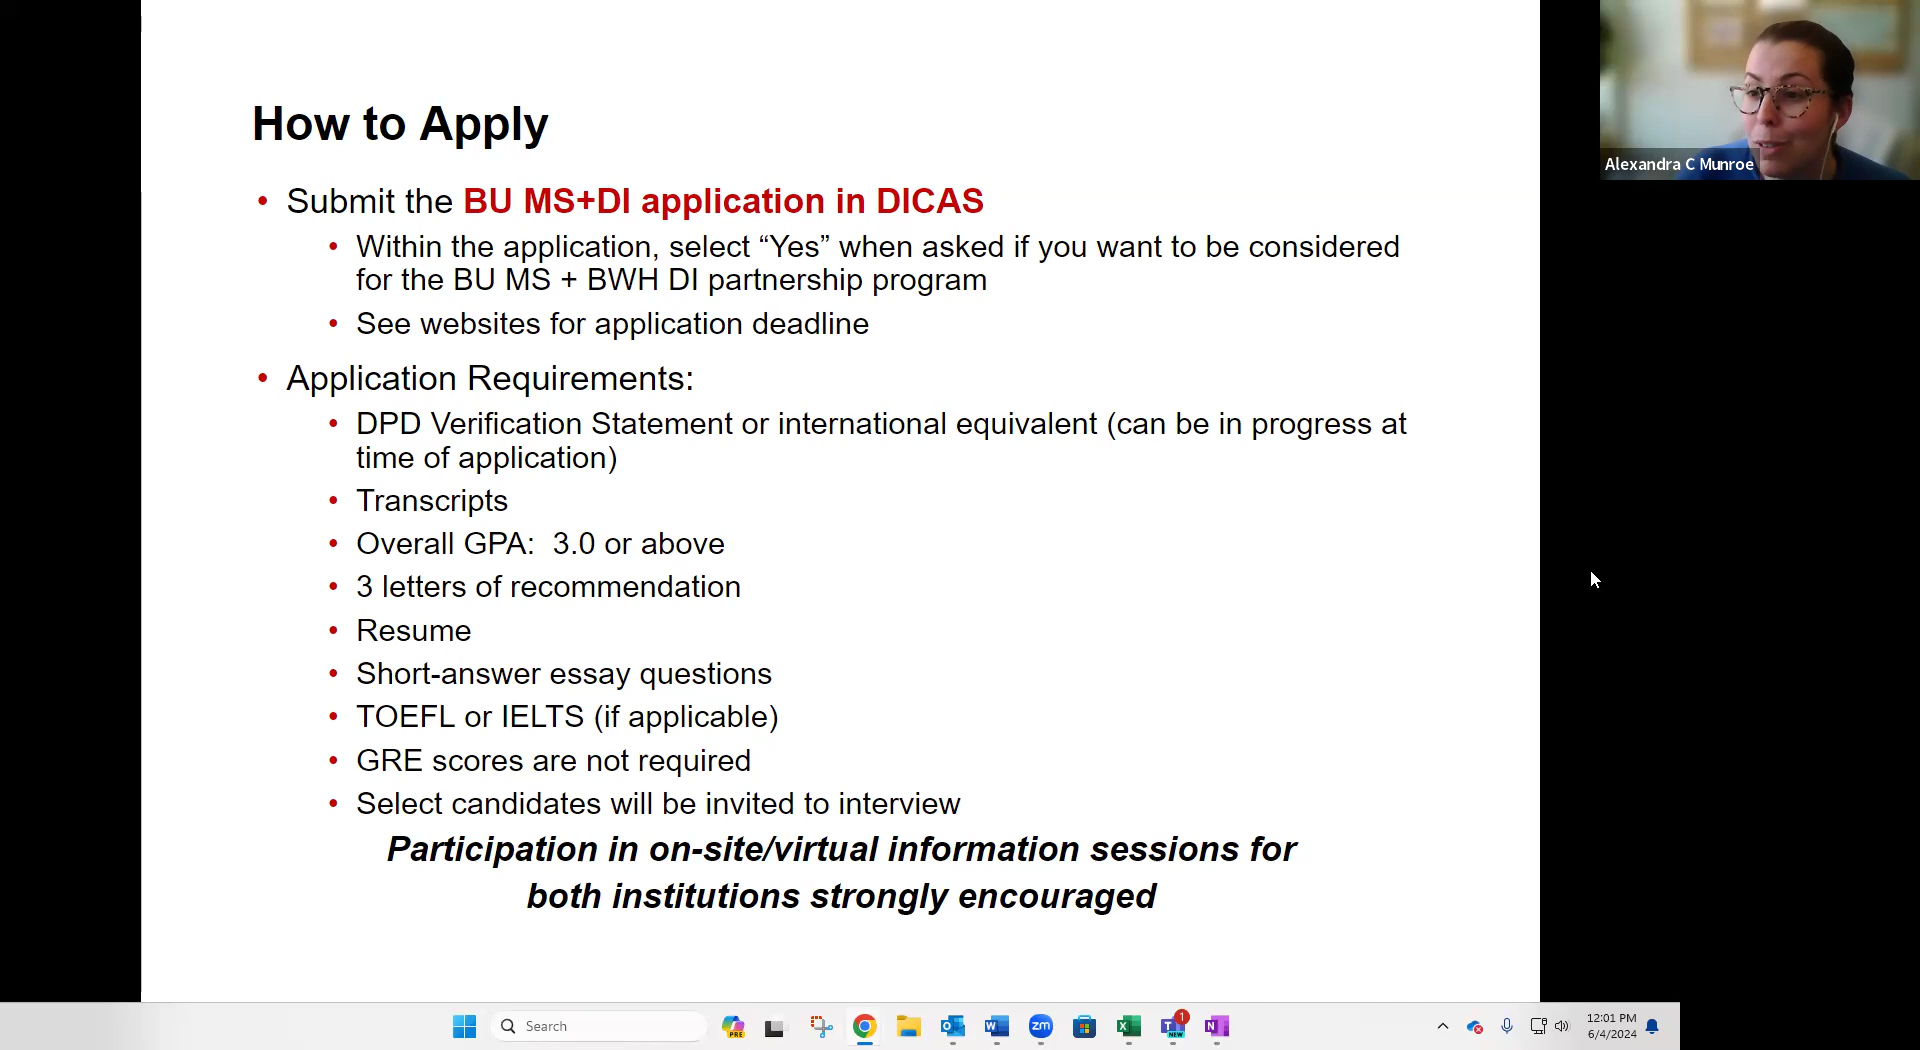 How to Apply
• Submit the BU MS+DI application in DICAS
• Within the application, select “Yes” when asked if you want to be considered
for the BU MS + BWH DI partnership program
• See websites for application deadline
• Application Requirements:
• DPD Verification Statement or international equivalent (can be in progress at
time of application)
• Transcripts
• Overall GPA:  3.0 or above
• 3 letters of recommendation
• Resume
• Short-answer essay questions
• TOEFL or IELTS (if applicable)
• GRE scores are not required
• Select candidates will be invited to interview
Participation in on-site/virtual information sessions for
both institutions strongly encouraged
Alexandra C Munroe
Search
PRE
W
zm
X
T
1
NEW
N
12:01 PM
6/4/2024